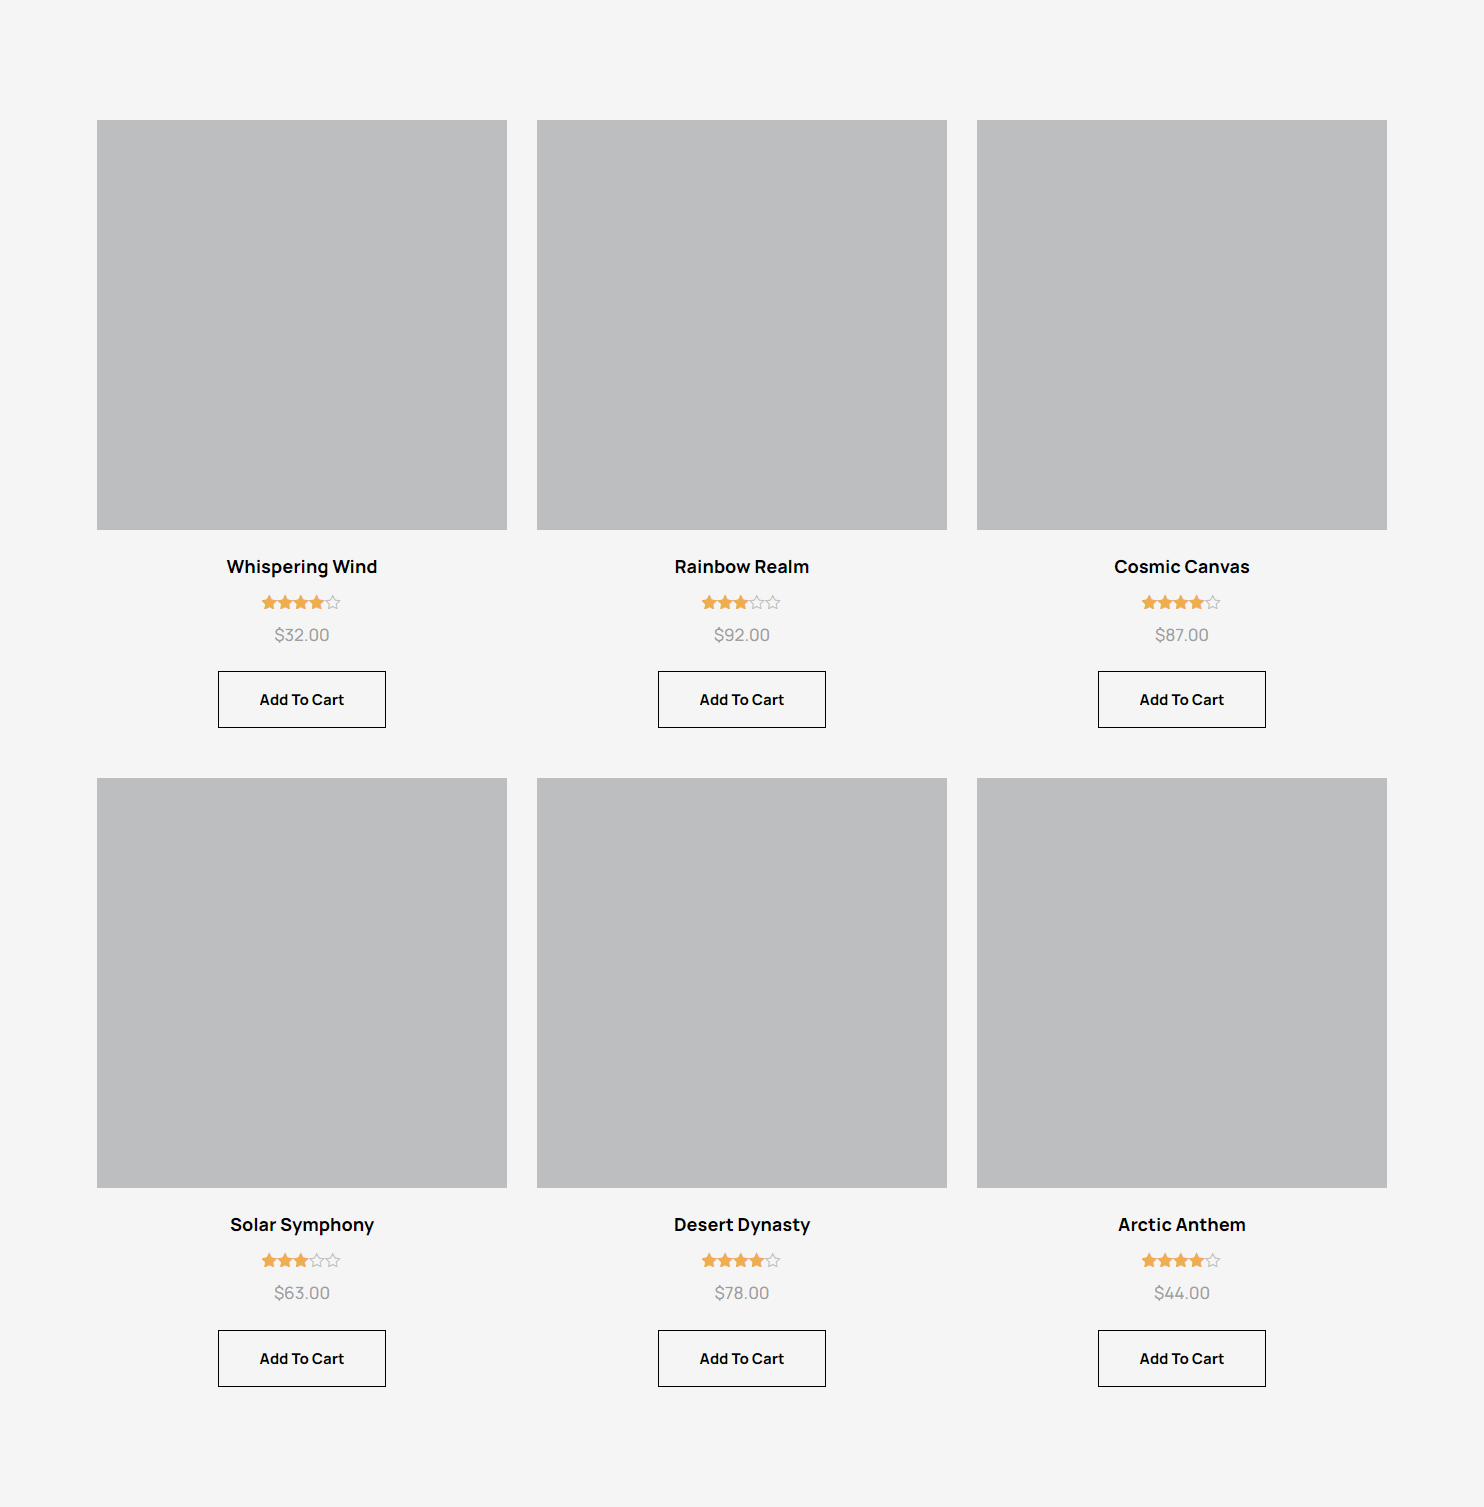 Whispering Wind
$32.00
Add To Cart
Rainbow Realm
$92.00
Add To Cart
Cosmic Canvas
$87.00
Add To Cart
Solar Symphony
$63.00
Add To Cart
Desert Dynasty
$78.00
Add To Cart
Arctic Anthem
$44.00
Add To Cart